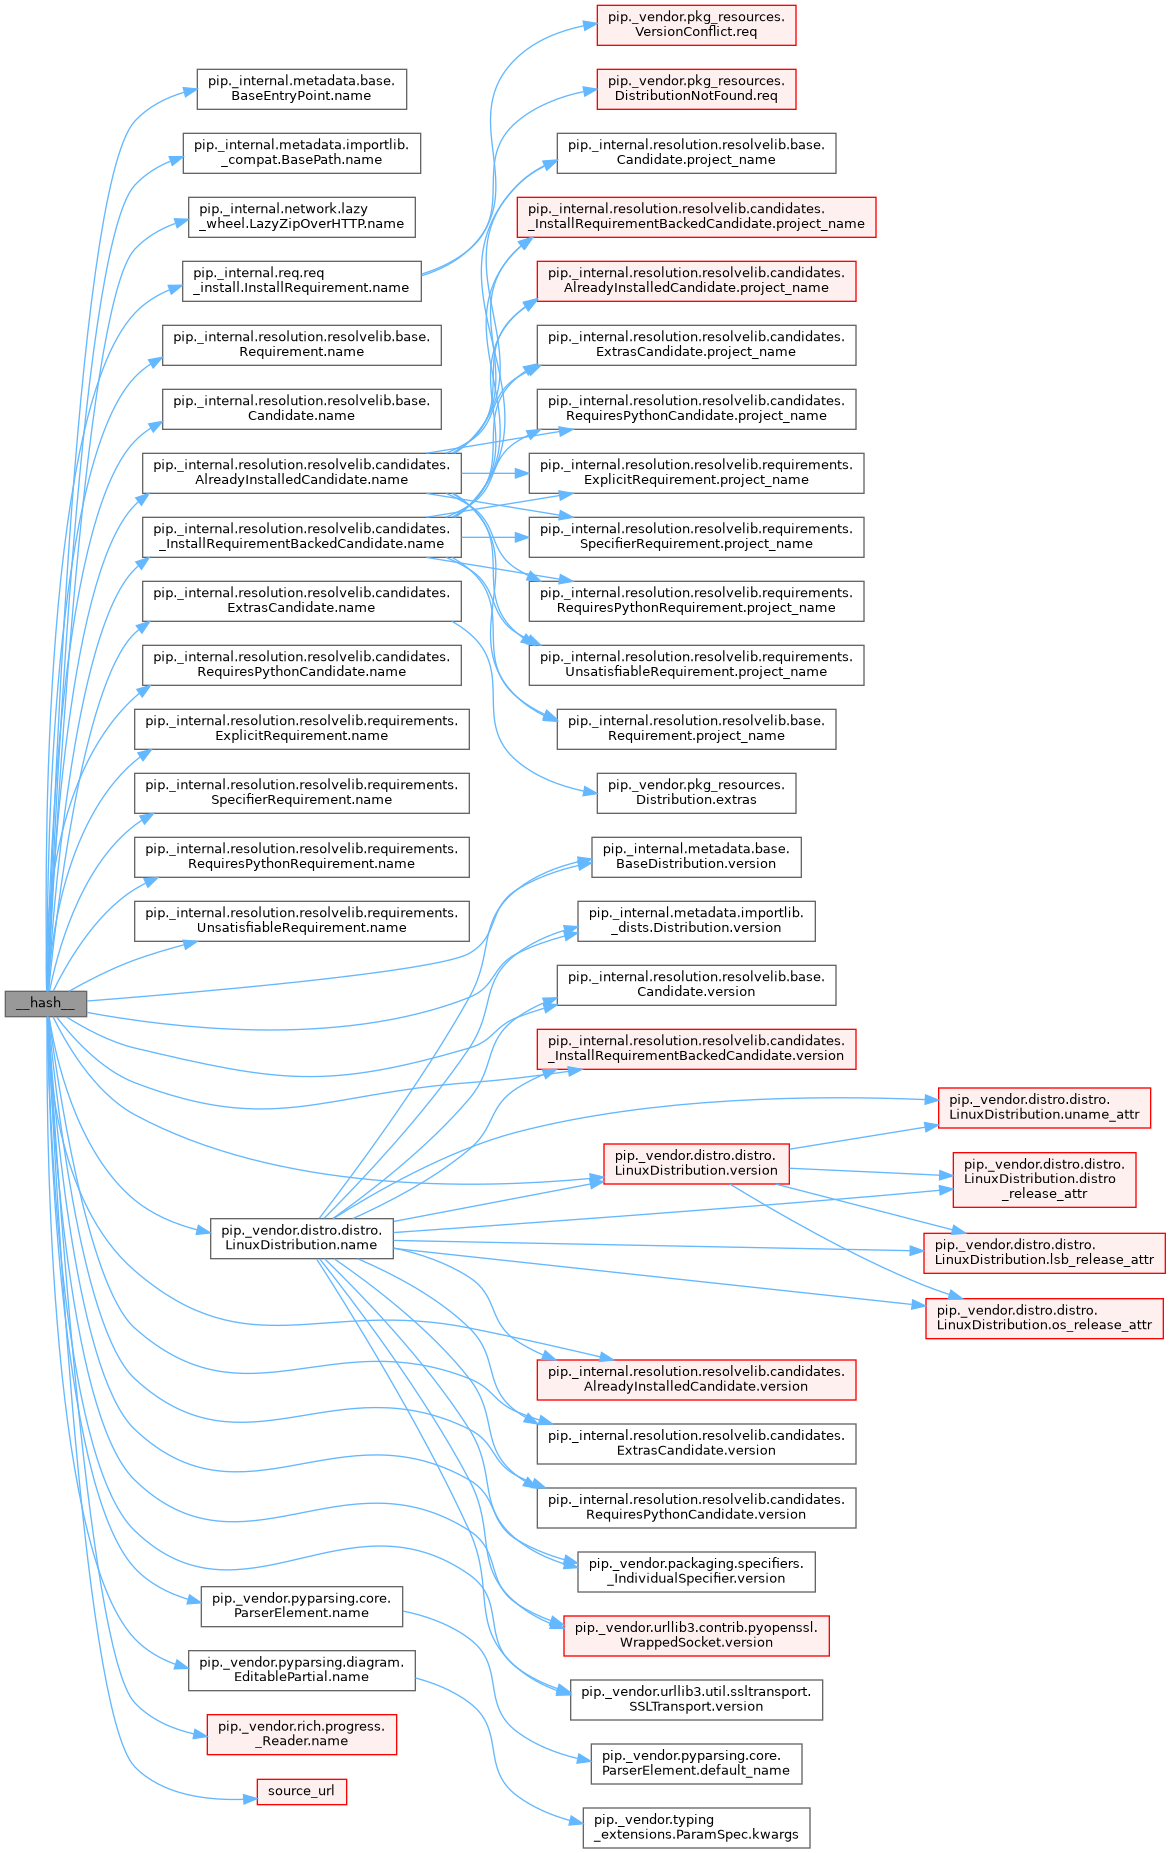 __hash__
pip._internal.metadata.base.
BaseEntryPoint.name
pip._internal.metadata.importlib.
_compat.BasePath.name
pip._internal.network.lazy
_wheel.LazyZipOverHTTP.name
pip._internal.req.req
_install.InstallRequirement.name
pip._internal.resolution.resolvelib.base.
Requirement.name
pip._internal.resolution.resolvelib.base.
Candidate.name
pip._internal.resolution.resolvelib.candidates.
AlreadyInstalledCandidate.name
pip._internal.resolution.resolvelib.candidates.
_InstallRequirementBackedCandidate.name
pip._internal.resolution.resolvelib.candidates.
ExtrasCandidate.name
pip._internal.resolution.resolvelib.candidates.
RequiresPythonCandidate.name
pip._internal.resolution.resolvelib.requirements.
ExplicitRequirement.name
pip._internal.resolution.resolvelib.requirements.
SpecifierRequirement.name
pip._internal.resolution.resolvelib.requirements.
RequiresPythonRequirement.name
pip._internal.resolution.resolvelib.requirements.
UnsatisfiableRequirement.name
pip._vendor.distro.distro.
LinuxDistribution.name
pip._vendor.pyparsing.core.
ParserElement.name
pip._vendor.pyparsing.diagram.
EditablePartial.name
pip._vendor.rich.progress.
_Reader.name
source_url
pip._vendor.pkg_resources.
VersionConflict.req
pip._vendor.pkg_resources.
DistributionNotFound.req
pip._internal.resolution.resolvelib.base.
Candidate.project_name
pip._internal.resolution.resolvelib.candidates.
_InstallRequirementBackedCandidate.project_name
pip._internal.resolution.resolvelib.candidates.
AlreadyInstalledCandidate.project_name
pip._internal.resolution.resolvelib.candidates.
ExtrasCandidate.project_name
pip._internal.resolution.resolvelib.candidates.
RequiresPythonCandidate.project_name
pip._internal.resolution.resolvelib.requirements.
ExplicitRequirement.project_name
pip._internal.resolution.resolvelib.requirements.
SpecifierRequirement.project_name
pip._internal.resolution.resolvelib.requirements.
RequiresPythonRequirement.project_name
pip._internal.resolution.resolvelib.requirements.
UnsatisfiableRequirement.project_name
pip._internal.resolution.resolvelib.base.
Requirement.project_name
pip._vendor.pkg_resources.
Distribution.extras
pip._internal.metadata.base.
BaseDistribution.version
pip._internal.metadata.importlib.
_dists.Distribution.version
pip._internal.resolution.resolvelib.base.
Candidate.version
pip._internal.resolution.resolvelib.candidates.
_InstallRequirementBackedCandidate.version
pip._vendor.distro.distro.
LinuxDistribution.version
pip._internal.resolution.resolvelib.candidates.
AlreadyInstalledCandidate.version
pip._internal.resolution.resolvelib.candidates.
ExtrasCandidate.version
pip._internal.resolution.resolvelib.candidates.
RequiresPythonCandidate.version
pip._vendor.packaging.specifiers.
_IndividualSpecifier.version
pip._vendor.urllib3.contrib.pyopenssl.
WrappedSocket.version
pip._vendor.urllib3.util.ssltransport.
SSLTransport.version
pip._vendor.pyparsing.core.
ParserElement.default_name
pip._vendor.typing
_extensions.ParamSpec.kwargs
pip._vendor.distro.distro.
LinuxDistribution.uname_attr
pip._vendor.distro.distro.
LinuxDistribution.distro
_release_attr
pip._vendor.distro.distro.
LinuxDistribution.lsb_release_attr
pip._vendor.distro.distro.
LinuxDistribution.os_release_attr